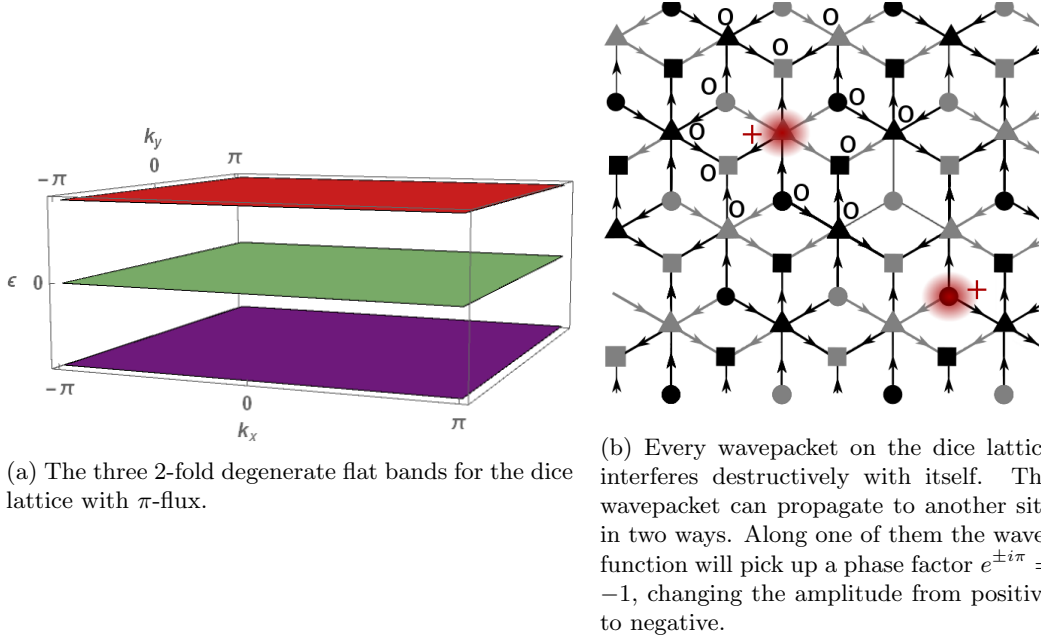 k_y
-π 0 π
ϵ 0
-π 0 π
k_x
o o
o
o o o
o o
o
o o o
+
+
(a) The three 2-fold degenerate flat bands for the dice
lattice with π-flux.
(b) Every wavepacket on the dice lattic
interferes destructively with itself. Th
wavepacket can propagate to another sit
in two ways. Along one of them the wave
function will pick up a phase factor e^{±iπ} =
−1, changing the amplitude from positiv
to negative.